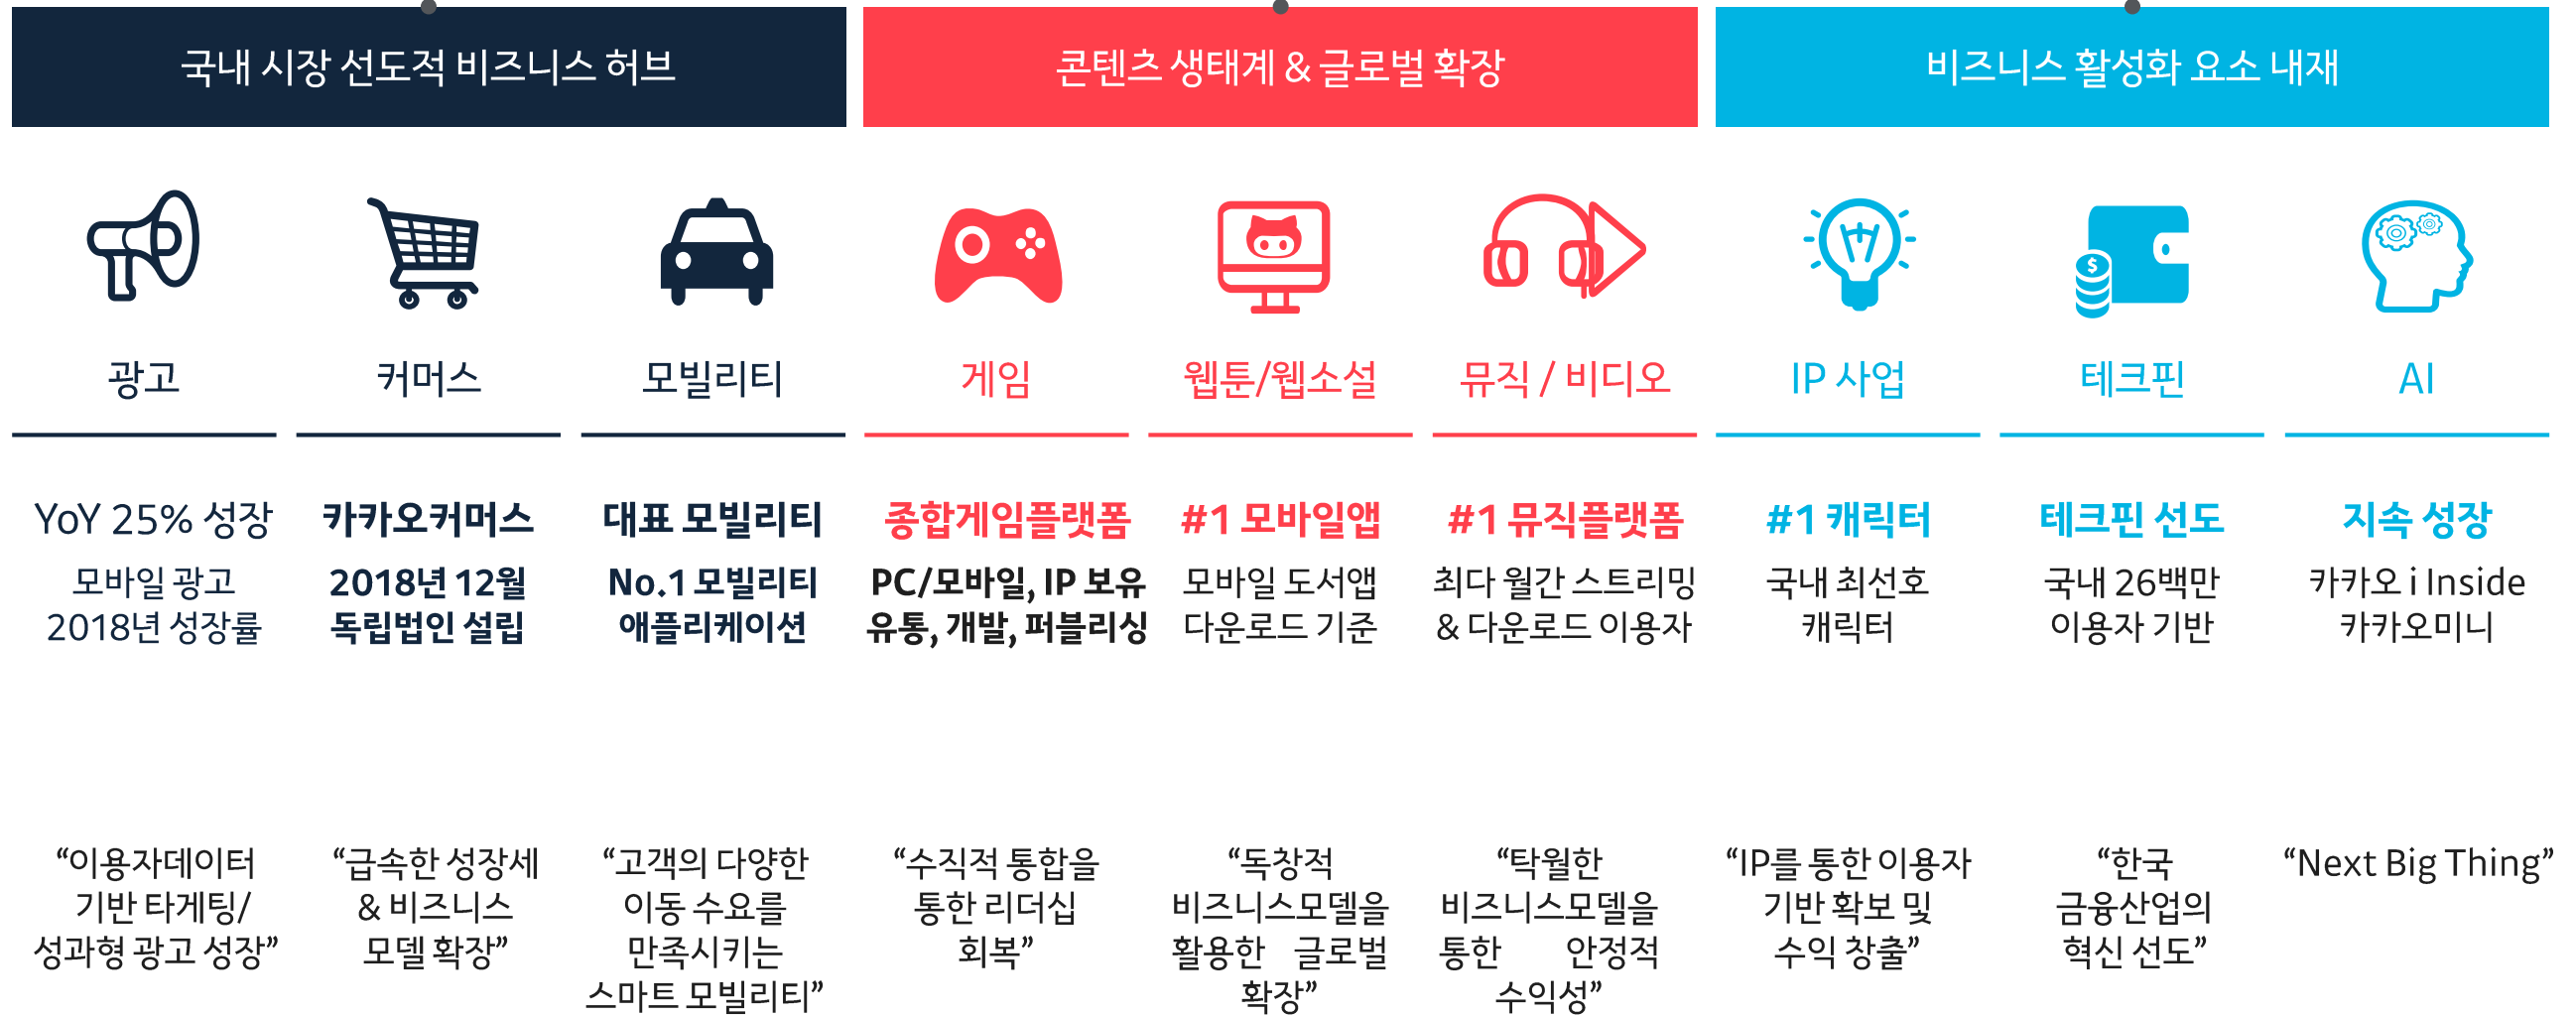 국내 시장 선도적 비즈니스 허브
콘텐츠 생태계 & 글로벌 확장
비즈니스 활성화 요소 내재
광고
커머스
모빌리티
게임
웹툰/웹소설
뮤직 / 비디오
IP 사업
테크핀
AI
YoY 25% 성장
모바일 광고
2018년 성장률
카카오커머스
2018년 12월
독립법인 설립
대표 모빌리티
No.1 모빌리티
애플리케이션
종합게임플랫폼
PC/모바일, IP 보유
유통, 개발, 퍼블리싱
#1 모바일앱
모바일 도서앱
다운로드 기준
#1 뮤직플랫폼
최다 월간 스트리밍
& 다운로드 이용자
#1 캐릭터
국내 최선호
캐릭터
테크핀 선도
국내 26백만
이용자 기반
지속 성장
카카오 i Inside
카카오미니
“이용자데이터
기반 타게팅/
성과형 광고 성장”
“급속한 성장세
& 비즈니스
모델 확장”
“고객의 다양한
이동 수요를
만족시키는
스마트 모빌리티”
“수직적 통합을
통한 리더십
회복”
“독창적
비즈니스모델을
활용한 글로벌
확장”
“탁월한
비즈니스모델을
통한 안정적
수익성”
“IP를 통한 이용자
기반 확보 및
수익 창출”
“한국
금융산업의
혁신 선도”
“Next Big Thing”